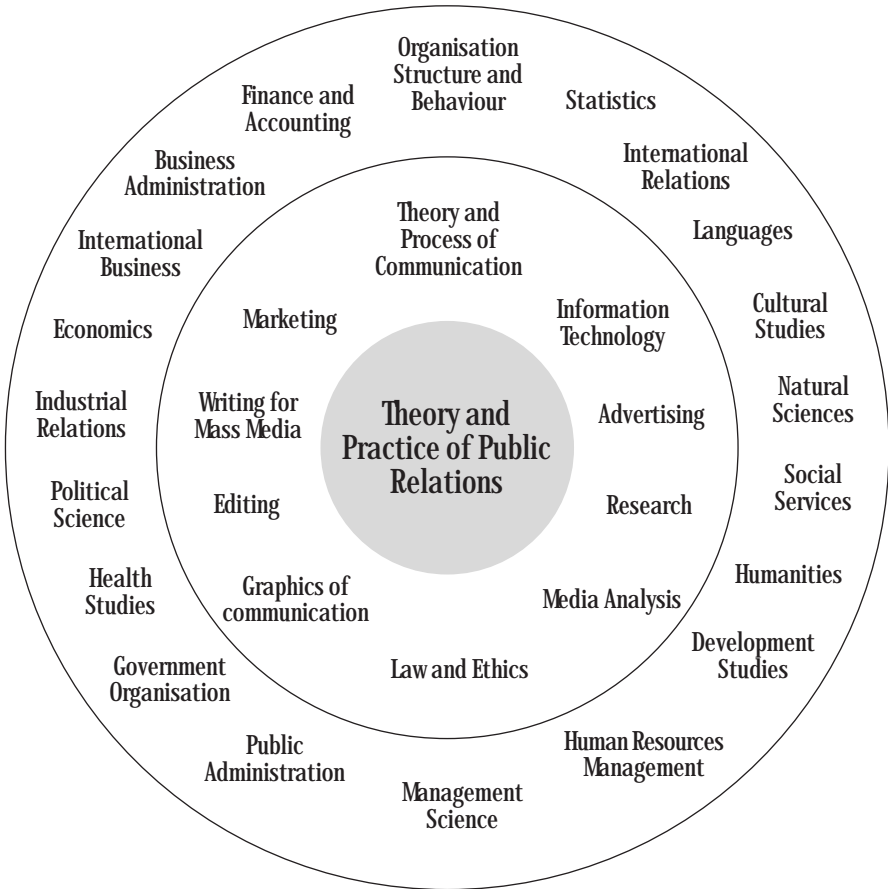 Organisation
Structure and
Behaviour
Statistics
International
Relations
Languages
Cultural
Studies
Natural
Sciences
Social
Services
Humanities
Development
Studies
Human Resources
Management
Management
Science
Public
Administration
Government
Organisation
Health
Studies
Political
Science
Industrial
Relations
Economics
International
Business
Business
Administration
Finance and
Accounting
Theory and
Process of
Communication
Information
Technology
Advertising
Research
Media Analysis
Law and Ethics
Graphics of
communication
Editing
Writing for
Mass Media
Marketing
Theory and
Practice of Public
Relations